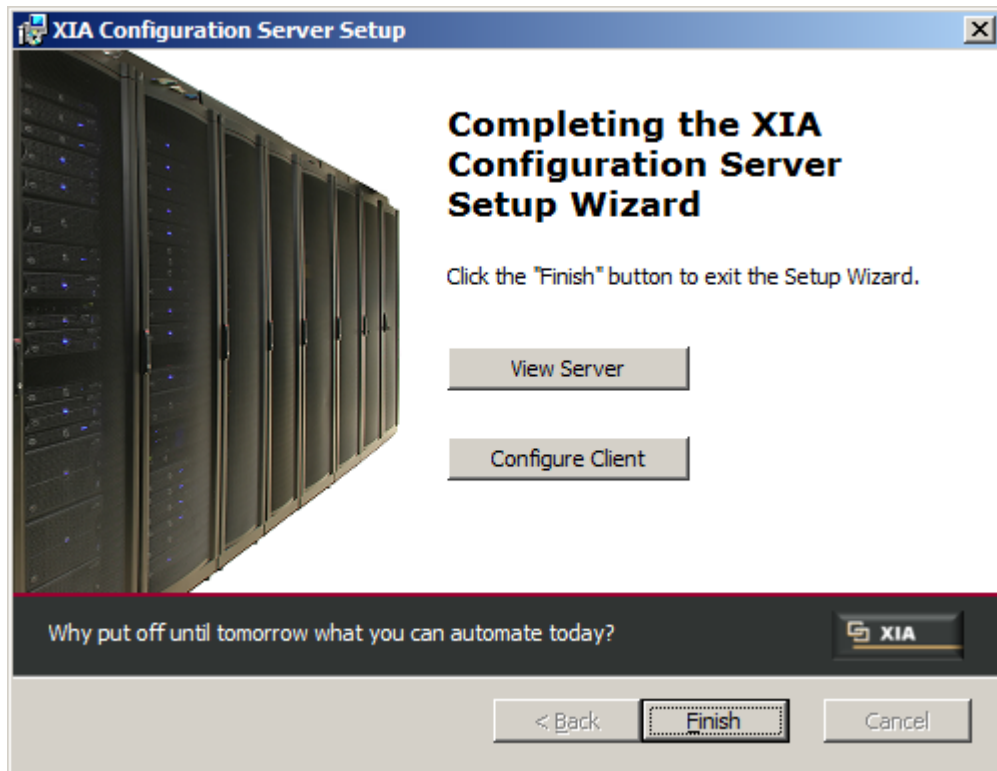 XIA Configuration Server Setup
Completing the XIA
Configuration Server
Setup Wizard
Click the "Finish" button to exit the Setup Wizard.
View Server
Configure Client
Why put off until tomorrow what you can automate today?
XIA
< Back
Finish
Cancel